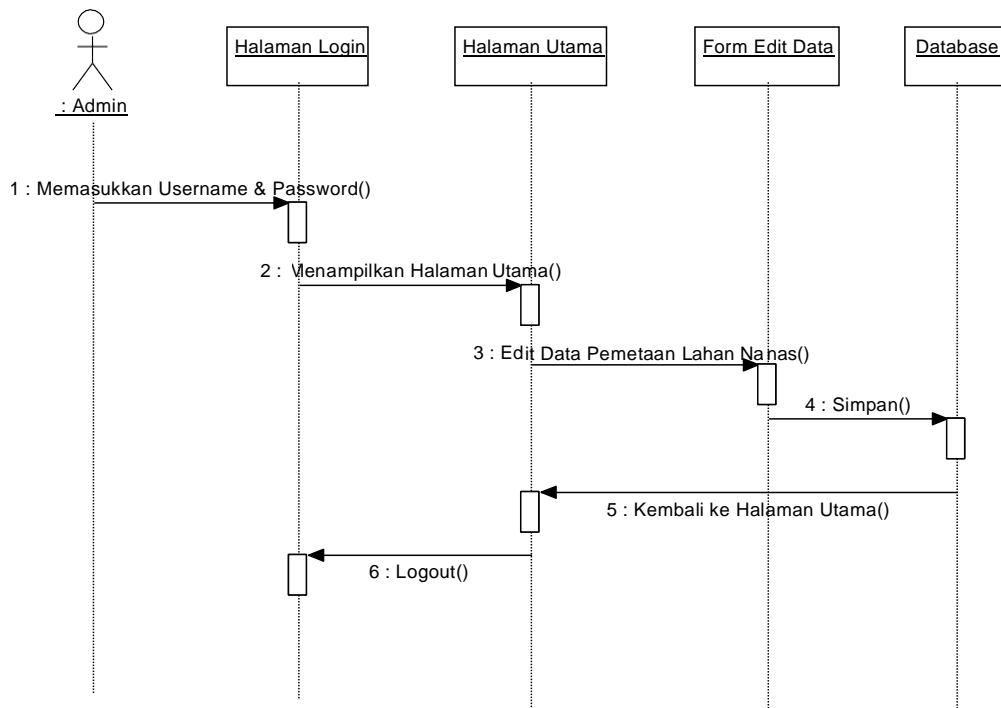 Halaman Login
Halaman Utama
Form Edit Data
Database
: Admin
1 : Memasukkan Username & Password()
2 : Menampilkan Halaman Utama()
3 : Edit Data Pemetaan Lahan Nanas()
4 : Simpan()
5 : Kembali ke Halaman Utama()
6 : Logout()